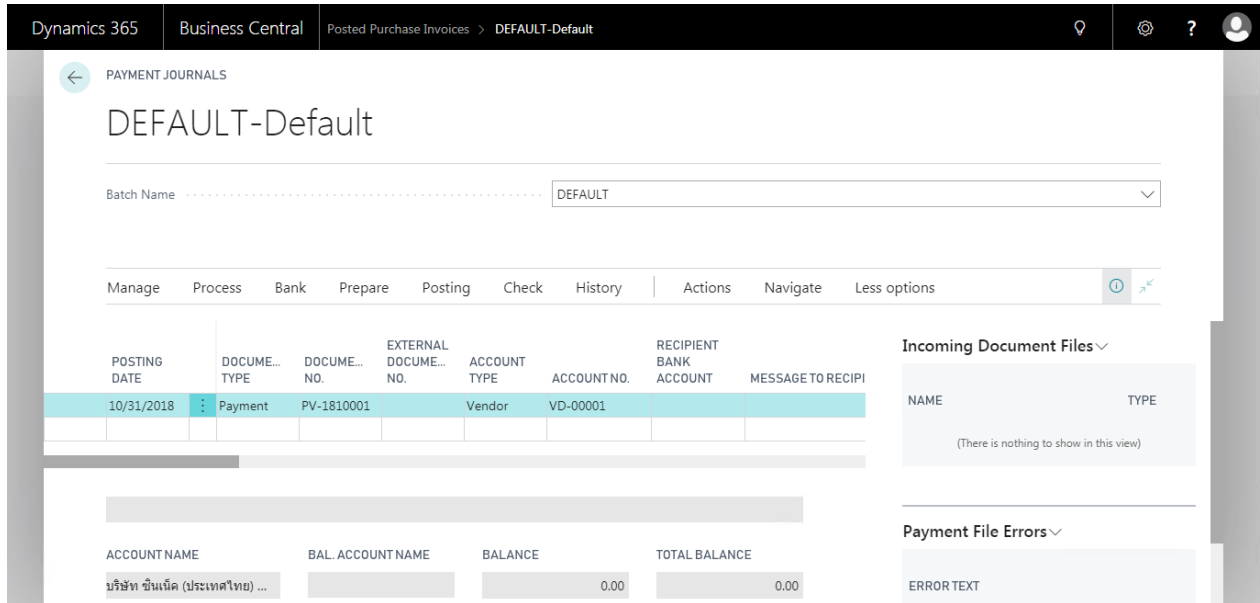 Dynamics 365 Business Central Posted Purchase Invoices > DEFAULT-Default ?
PAYMENT JOURNALS
DEFAULT-Default
Batch Name DEFAULT
Manage Process Bank Prepare Posting Check History Actions Navigate Less options
POSTING DATE
DOCUME... TYPE
DOCUME... NO.
EXTERNAL DOCUME... NO.
ACCOUNT TYPE
ACCOUNT NO.
RECIPIENT BANK ACCOUNT
MESSAGE TO RECIPI
10/31/2018 Payment PV-1810001 Vendor VD-00001
Incoming Document Files
NAME TYPE
(There is nothing to show in this view)
Payment File Errors
ERROR TEXT
ACCOUNT NAME BAL. ACCOUNT NAME BALANCE TOTAL BALANCE
บริษัท ซินเน็ค (ประเทศไทย) ... 0.00 0.00